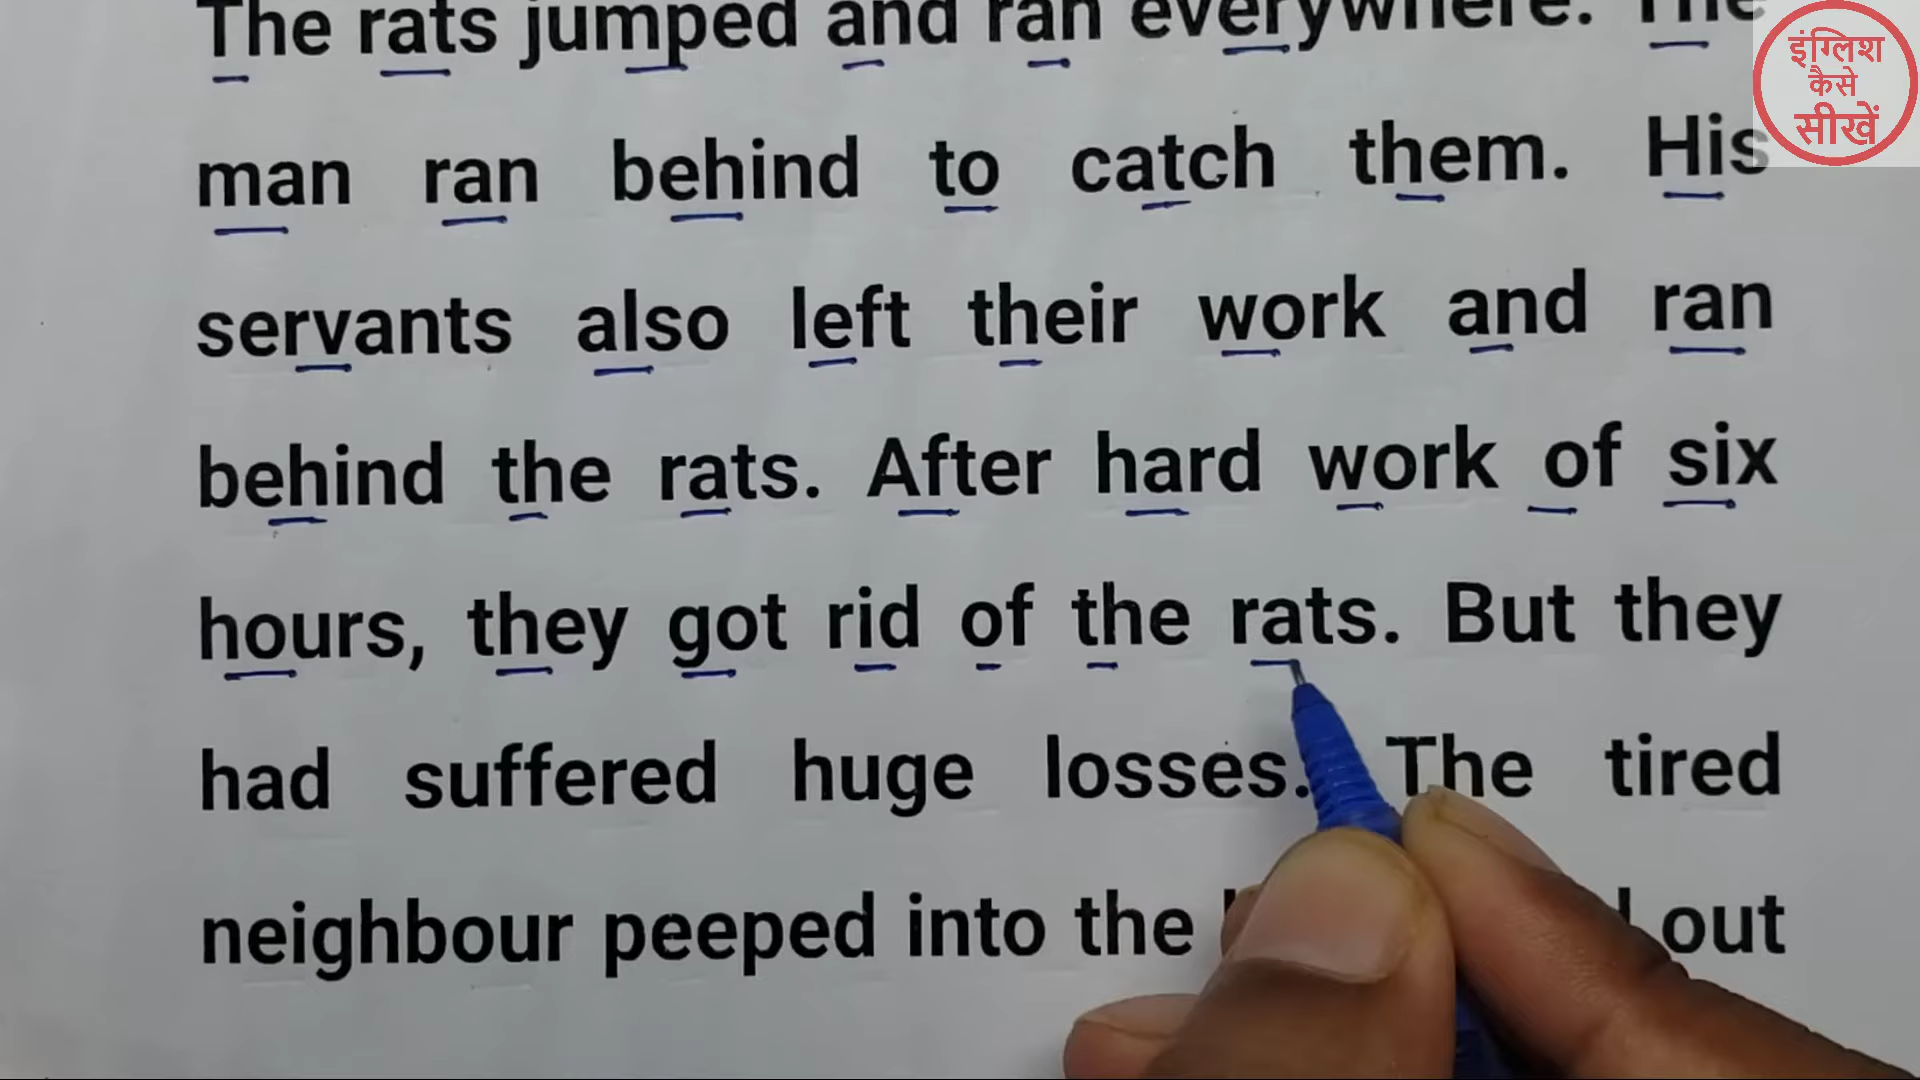 The rats jumped and ran everywhere. The
man ran behind to catch them. His
servants also left their work and ran
behind the rats. After hard work of six
hours, they got rid of the rats. But they
had suffered huge losses. The tired
neighbour peeped into the out
इंग्लिश
कैसे
सीखें